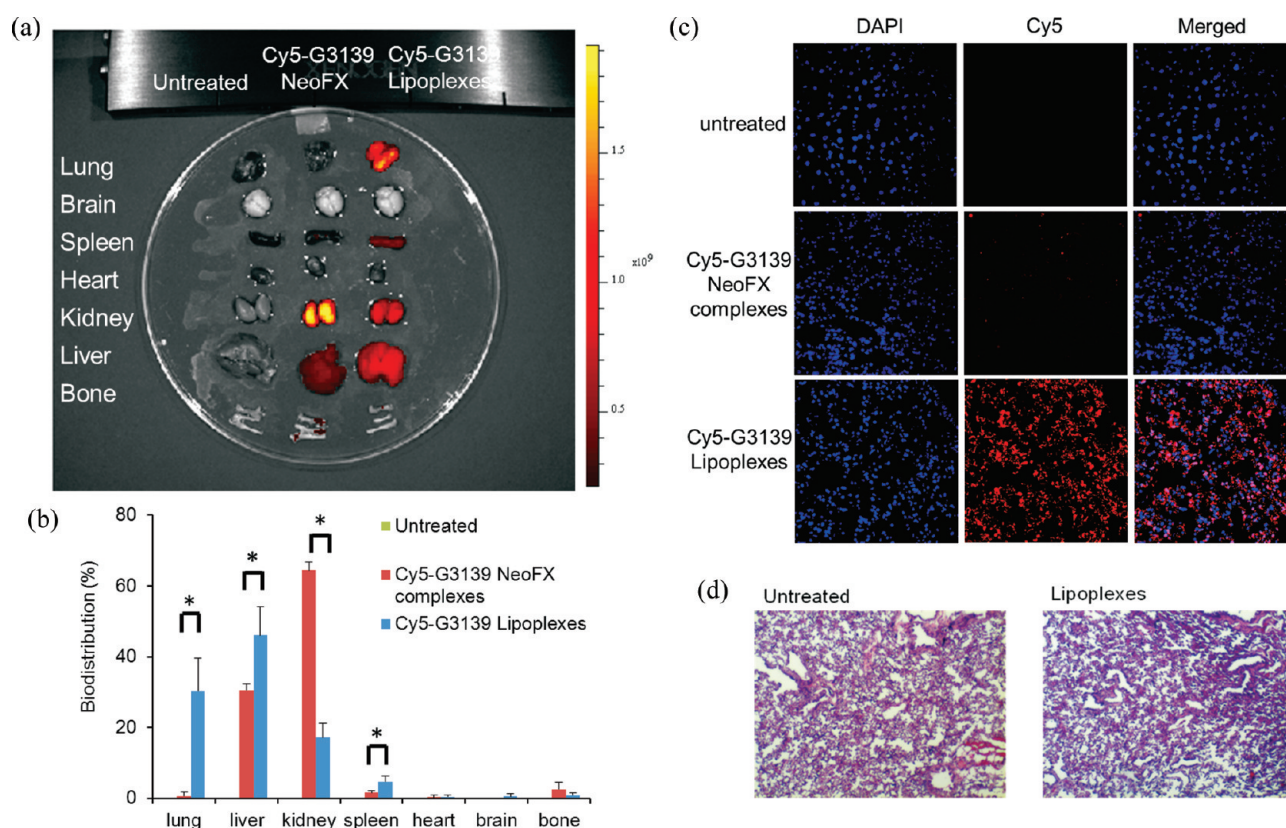 (a)
Untreated
Cy5-G3139
NeoFX
Cy5-G3139
Lipoplexes
Lung
Brain
Spleen
Heart
Kidney
Liver
Bone
1.5
x10⁹
1.0
0.5
(b)
Biodistribution (%)
80
60
40
20
0
*
*
*
*
Untreated
Cy5-G3139 NeoFX
complexes
Cy5-G3139 Lipoplexes
lung liver kidney spleen heart brain bone
(c)
DAPI Cy5 Merged
untreated
Cy5-G3139
NeoFX
complexes
Cy5-G3139
Lipoplexes
(d)
Untreated Lipoplexes